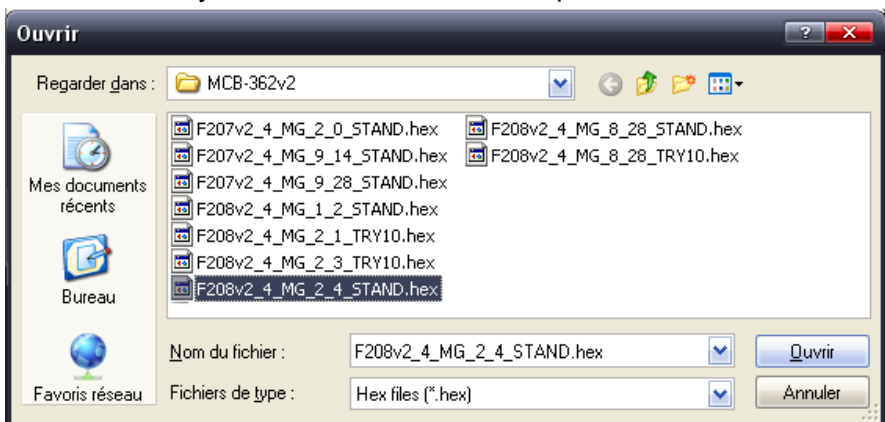 Ouvrir
Regarder dans :
MCB-362v2
Mes documents
récents
Bureau
Favoris réseau
F207v2_4_MG_2_0_STAND.hex
F207v2_4_MG_9_14_STAND.hex
F207v2_4_MG_9_28_STAND.hex
F208v2_4_MG_1_2_STAND.hex
F208v2_4_MG_2_1_TRY10.hex
F208v2_4_MG_2_3_TRY10.hex
F208v2_4_MG_2_4_STAND.hex
F208v2_4_MG_8_28_STAND.hex
F208v2_4_MG_8_28_TRY10.hex
Nom du fichier :
F208v2_4_MG_2_4_STAND.hex
Ouvrir
Fichiers de type :
Hex files (*.hex)
Annuler